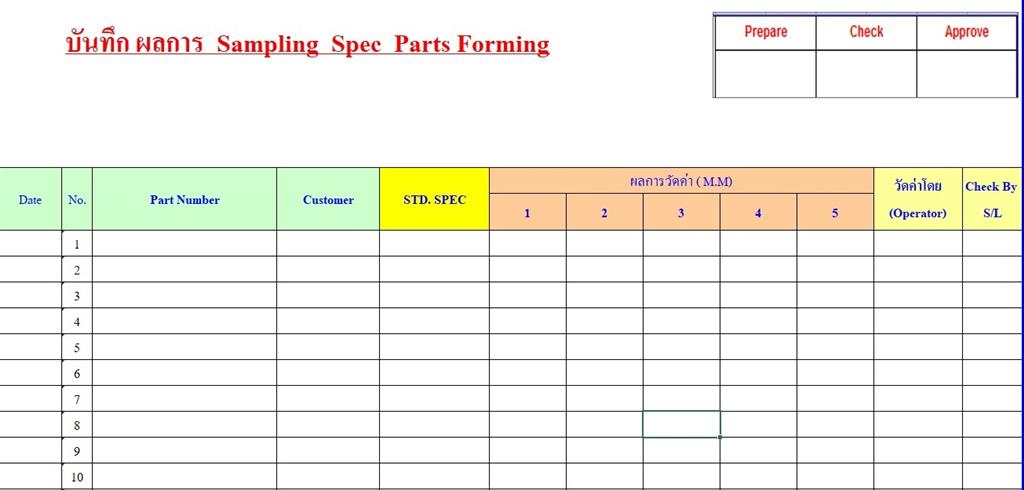 บันทึก ผลการ Sampling Spec Parts Forming
Prepare Check Approve
Date No. Part Number Customer STD. SPEC ผลการวัดค่า ( M.M) วัดค่าโดย (Operator) Check By S/L
1 2 3 4 5
1
2
3
4
5
6
7
8
9
10